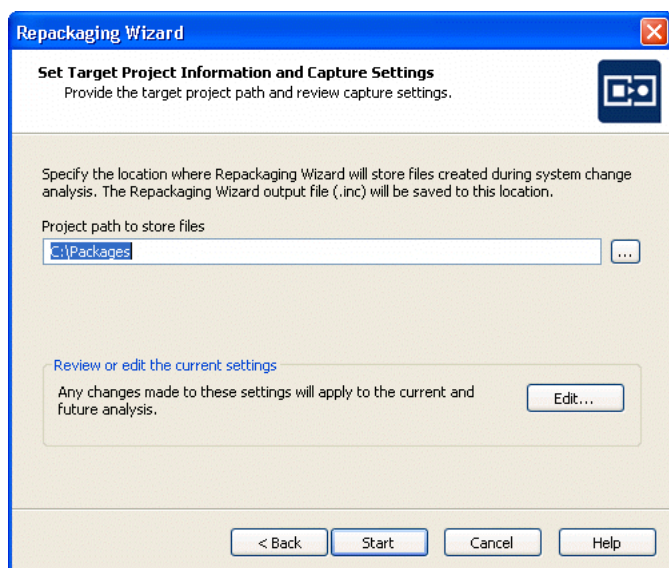 Repackaging Wizard
Set Target Project Information and Capture Settings
Provide the target project path and review capture settings.
Specify the location where Repackaging Wizard will store files created during system change
analysis. The Repackaging Wizard output file (.inc) will be saved to this location.
Project path to store files
C:\Packages
...
Review or edit the current settings
Any changes made to these settings will apply to the current and
future analysis.
Edit...
< Back
Start
Cancel
Help